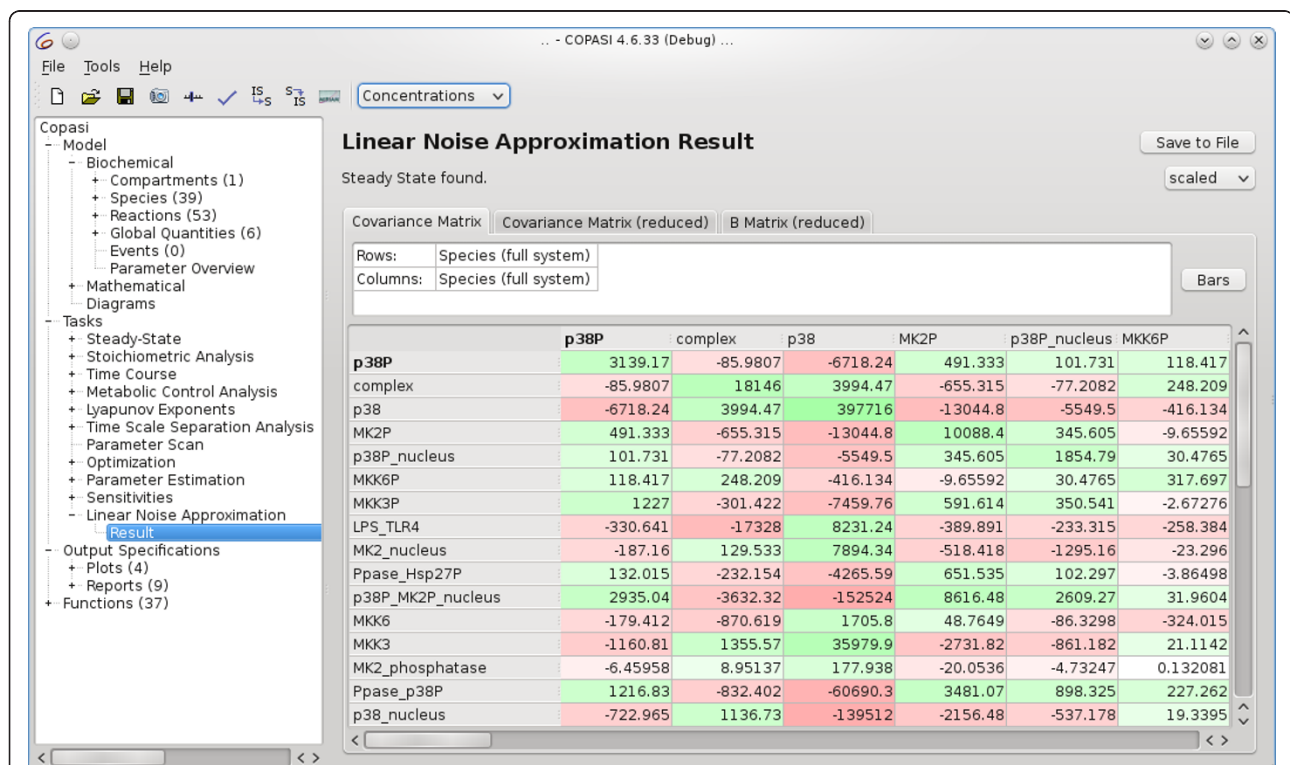 .. - COPASI 4.6.33 (Debug) ...
File Tools Help
Concentrations
Copasi
Model
Biochemical
Compartments (1)
Species (39)
Reactions (53)
Global Quantities (6)
Events (0)
Parameter Overview
Mathematical
Diagrams
Tasks
Steady-State
Stoichiometric Analysis
Time Course
Metabolic Control Analysis
Lyapunov Exponents
Time Scale Separation Analysis
Parameter Scan
Optimization
Parameter Estimation
Sensitivities
Linear Noise Approximation
Result
Output Specifications
Plots (4)
Reports (9)
Functions (37)
Linear Noise Approximation Result
Save to File
Steady State found.
scaled
Covariance Matrix Covariance Matrix (reduced) B Matrix (reduced)
Rows: Species (full system)
Columns: Species (full system)
Bars
p38P complex p38 MK2P p38P_nucleus MKK6P
p38P 3139.17 -85.9807 -6718.24 491.333 101.731 118.417
complex -85.9807 18146 3994.47 -655.315 -77.2082 248.209
p38 -6718.24 3994.47 397716 -13044.8 -5549.5 -416.134
MK2P 491.333 -655.315 -13044.8 10088.4 345.605 -9.65592
p38P_nucleus 101.731 -77.2082 -5549.5 345.605 1854.79 30.4765
MKK6P 118.417 248.209 -416.134 -9.65592 30.4765 317.697
MKK3P 1227 -301.422 -7459.76 591.614 350.541 -2.67276
LPS_TLR4 -330.641 -17328 8231.24 -389.891 -233.315 -258.384
MK2_nucleus -187.16 129.533 7894.34 -518.418 -1295.16 -23.296
Ppase_Hsp27P 132.015 -232.154 -4265.59 651.535 102.297 -3.86498
p38P_MK2P_nucleus 2935.04 -3632.32 -152524 8616.48 2609.27 31.9604
MKK6 -179.412 -870.619 1705.8 48.7649 -86.3298 -324.015
MKK3 -1160.81 1355.57 35979.9 -2731.82 -861.182 21.1142
MK2_phosphatase -6.45958 8.95137 177.938 -20.0536 -4.73247 0.132081
Ppase_p38P 1216.83 -832.402 -60690.3 3481.07 898.325 227.262
p38_nucleus -722.965 1136.73 -139512 -2156.48 -537.178 19.3395